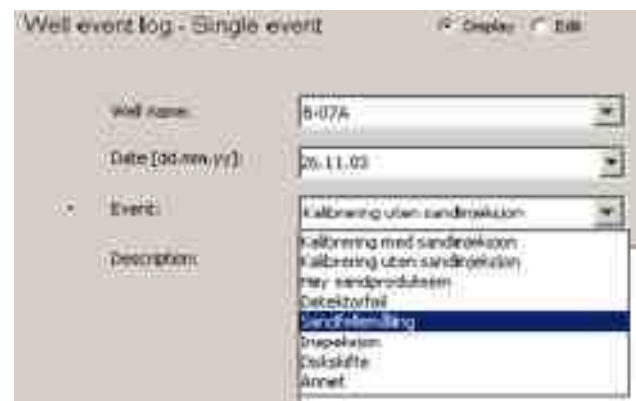 Well event log - Single event
Display Edit
Well name:
B-07A
Date [dd.mm.yy]:
26.11.03
Event:
Kalibrering uten sandinjeksjon
Description:
Kalibrering med sandinjeksjon
Kalibrering uten sandinjeksjon
Høy sandproduksjon
Detektorfeil
Sandfellemåling
Inspeksjon
Diskskifte
Annet